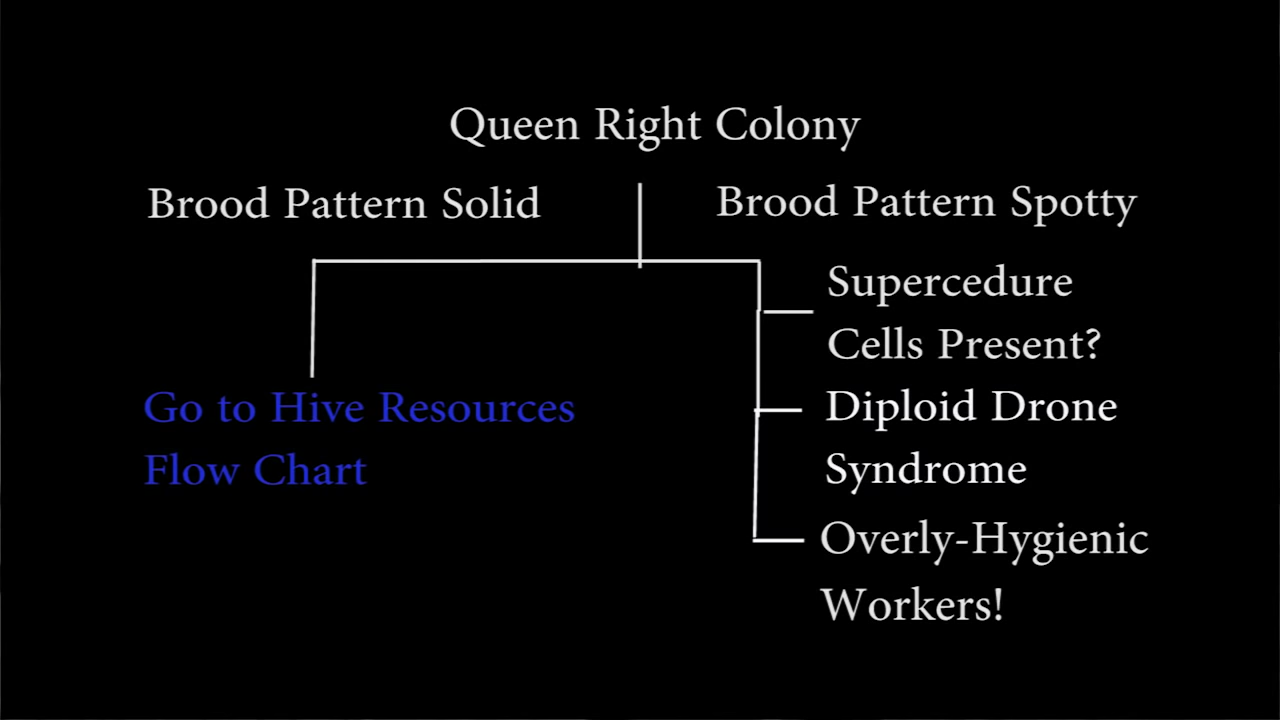 Queen Right Colony
Brood Pattern Solid
Brood Pattern Spotty
Supercedure
Cells Present?
Go to Hive Resources
Flow Chart
Diploid Drone
Syndrome
Overly-Hygienic
Workers!